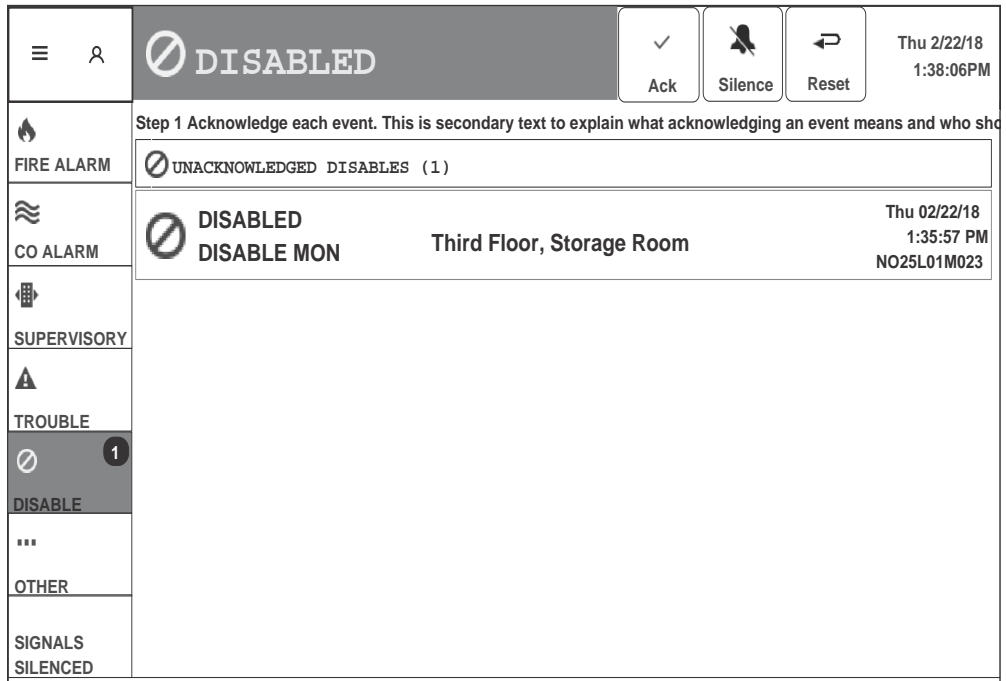 DISABLED
Ack
Silence
Reset
Thu 2/22/18
1:38:06PM
Step 1 Acknowledge each event. This is secondary text to explain what acknowledging an event means and who sho
FIRE ALARM
CO ALARM
SUPERVISORY
TROUBLE
1
DISABLE
OTHER
SIGNALS
SILENCED
UNACKNOWLEDGED DISABLES (1)
DISABLED
DISABLE MON
Third Floor, Storage Room
Thu 02/22/18
1:35:57 PM
NO25L01M023